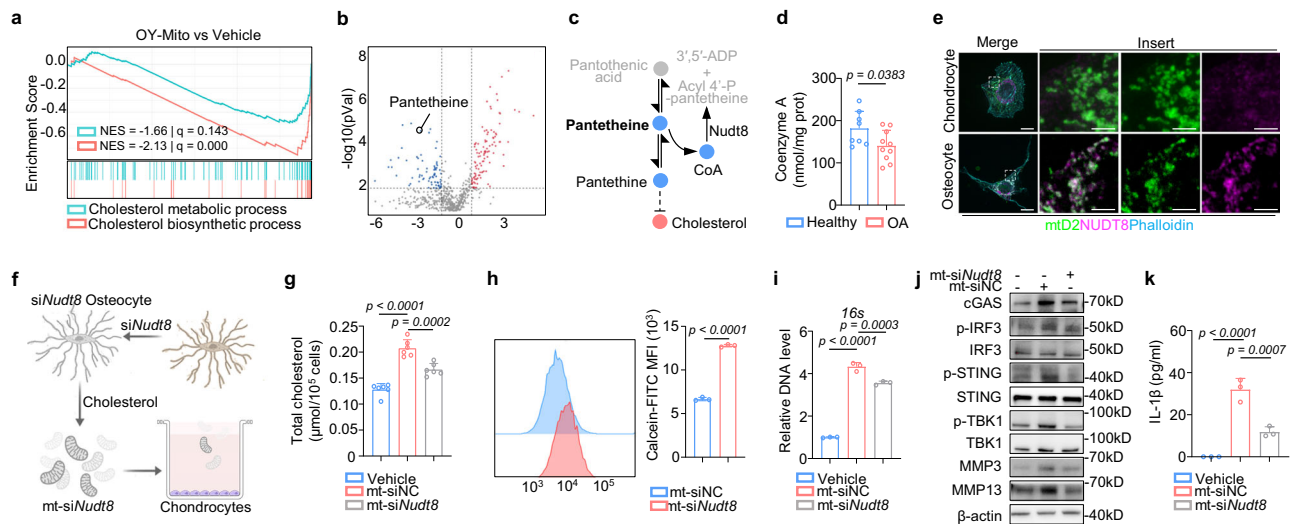 a
OY-Mito vs Vehicle
Enrichment Score
0.0
-0.2
-0.4
-0.6
NES = -1.66 | q = 0.143
NES = -2.13 | q = 0.000
Cholesterol metabolic process
Cholesterol biosynthetic process
b
-log10(pVal)
8
6
4
2
Pantetheine
-6
-3
0
3
c
Pantothenic
acid
3′,5′-ADP
+
Acyl 4′-P
-pantetheine
Pantetheine
Nudt8
CoA
Pantethine
Cholesterol
d
p = 0.0383
Coenzyme A
(nmol/mg prot)
300
200
100
0
Healthy
OA
e
Merge
Insert
Chondrocyte
Osteocyte
mtD2NUDT8Phalloidin
f
siNudt8 Osteocyte
siNudt8
Cholesterol
mt-siNudt8
Chondrocytes
g
p < 0.0001
p = 0.0002
Total cholesterol
(μmol/10⁵ cells)
0.25
0.20
0.15
0.10
0.05
0
Vehicle
mt-siNC
mt-siNudt8
h
10³
10⁴
10⁵
Calcein-FITC MFI (10³)
p < 0.0001
15
10
5
0
mt-siNC
mt-siNudt8
i
16s
p = 0.0003
p < 0.0001
Relative DNA level
6
4
2
0
Vehicle
mt-siNC
mt-siNudt8
j
mt-siNudt8 - - +
mt-siNC - + -
cGAS
-70kD
p-IRF3
-50kD
IRF3
-50kD
p-STING
-40kD
STING
-40kD
p-TBK1
-100kD
TBK1
-100kD
MMP3
-70kD
MMP13
-70kD
β-actin
-40kD
k
p < 0.0001
p = 0.0007
IL-1β (pg/ml)
60
30
0
Vehicle
mt-siNC
mt-siNudt8